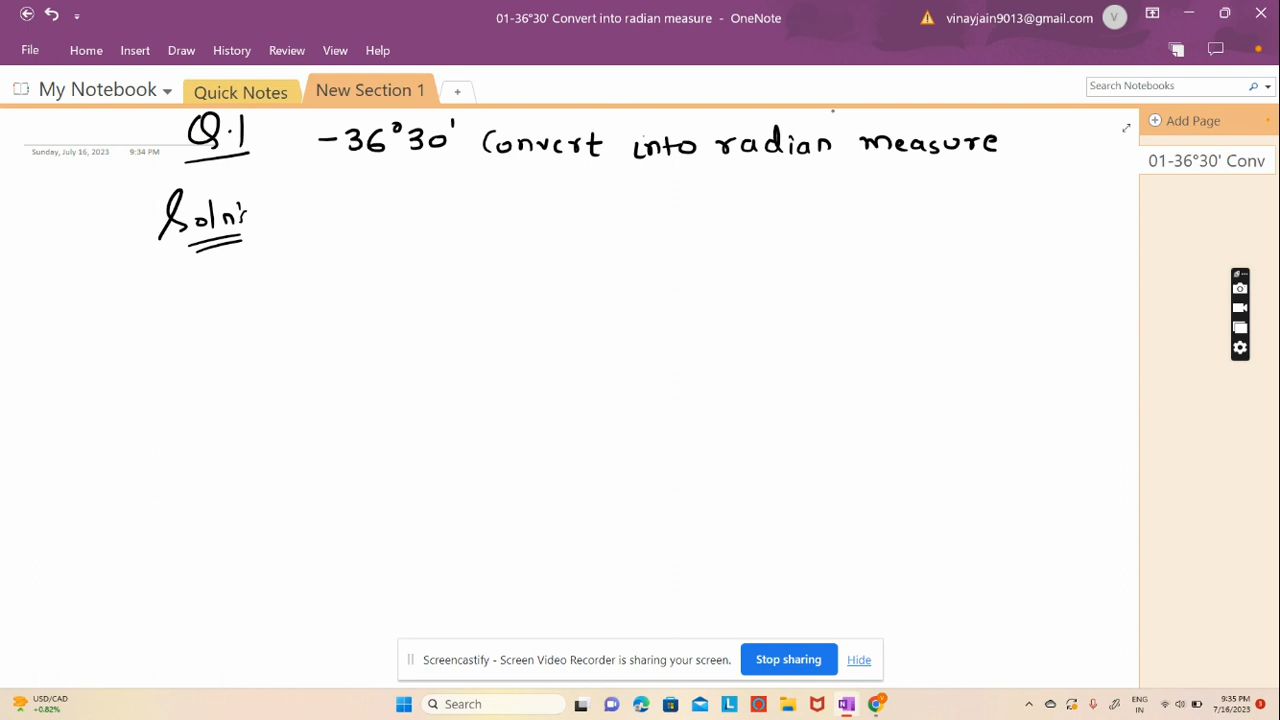 01-36°30' Convert into radian measure - OneNote
vinayjain9013@gmail.com
V
File
Home
Insert
Draw
History
Review
View
Help
My Notebook
Quick Notes
New Section 1
+
Search Notebooks
Add Page
01-36°30' Conv
Sunday, July 16, 2023 9:34 PM
Q.1 -36°30' Convert into radian measure
Soln:
Screencastify - Screen Video Recorder is sharing your screen.
Stop sharing
Hide
USD/CAD
+0.82%
Search
ENG
IN
9:35 PM
7/16/2023